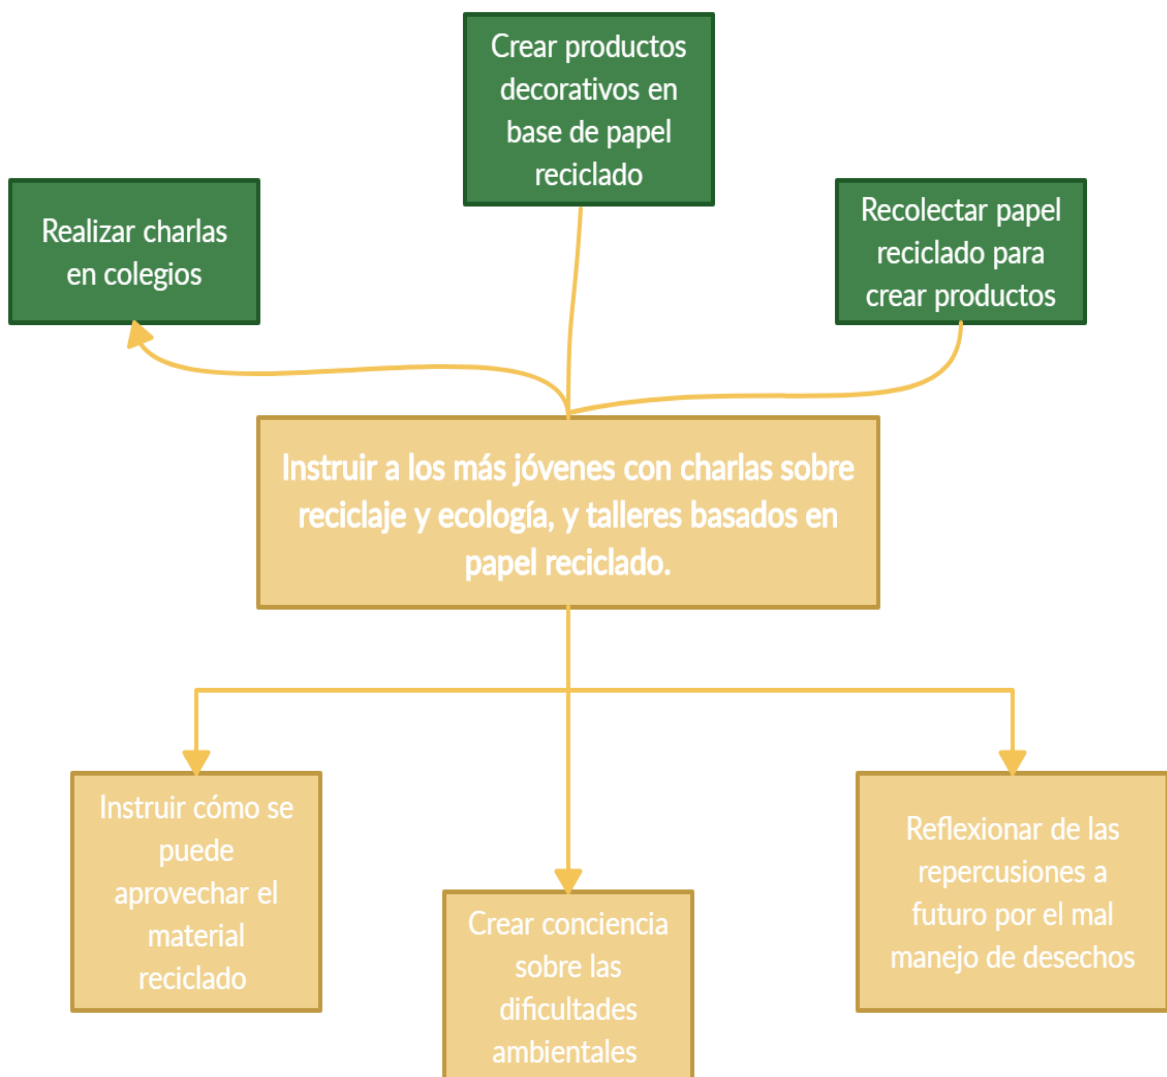 Crear productos
decorativos en
base de papel
reciclado
Realizar charlas
en colegios
Recolectar papel
reciclado para
crear productos
Instruir a los más jóvenes con charlas sobre
reciclaje y ecología, y talleres basados en
papel reciclado.
Instruir cómo se
puede
aprovechar el
material
reciclado
Crear conciencia
sobre las
dificultades
ambientales
Reflexionar de las
repercusiones a
futuro por el mal
manejo de desechos